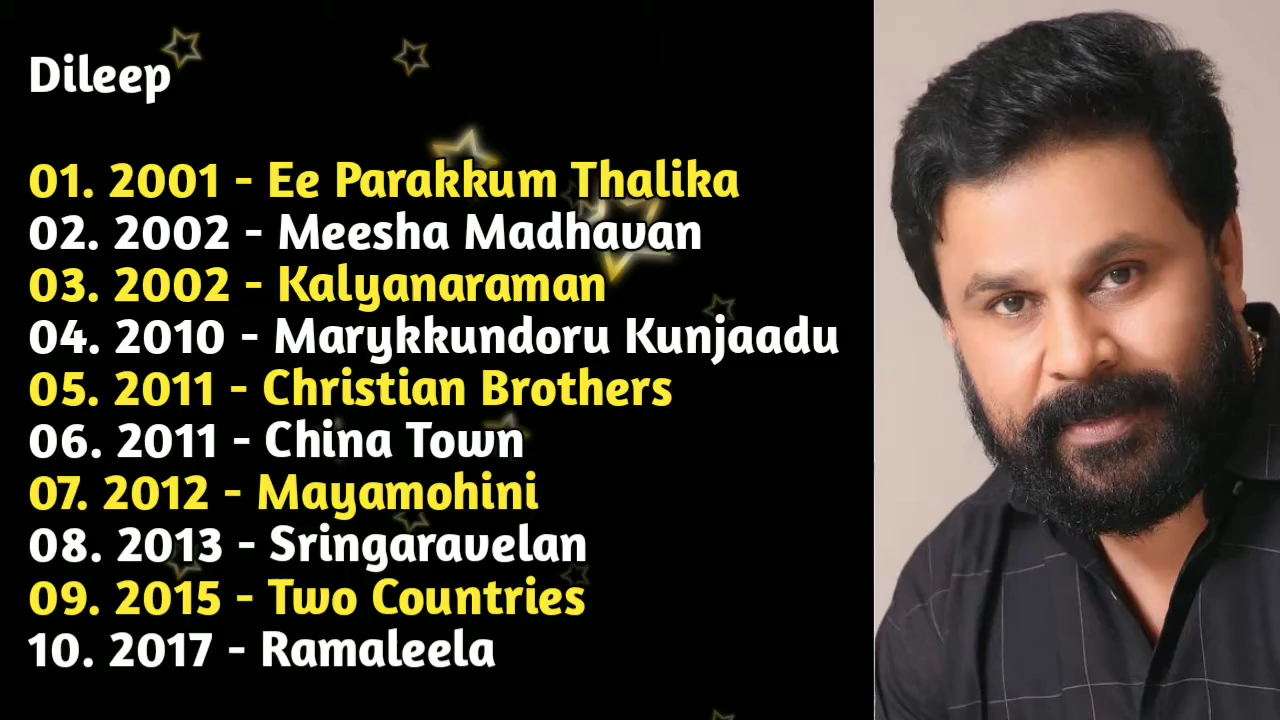 Dileep
01. 2001 - Ee Parakkum Thalika
02. 2002 - Meesha Madhavan
03. 2002 - Kalyanaraman
04. 2010 - Marykkundoru Kunjaadu
05. 2011 - Christian Brothers
06. 2011 - China Town
07. 2012 - Mayamohini
08. 2013 - Sringaravelan
09. 2015 - Two Countries
10. 2017 - Ramaleela